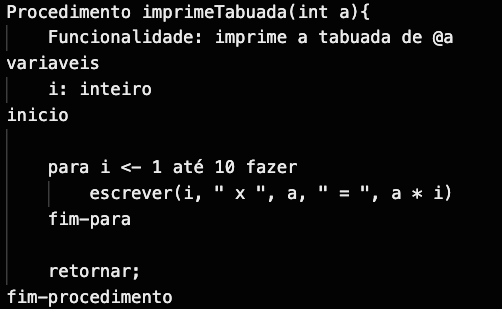 Procedimento imprimeTabuada(int a){
Funcionalidade: imprime a tabuada de @a
variaveis
i: inteiro
inicio
para i <- 1 até 10 fazer
escrever(i, " x ", a, " = ", a * i)
fim-para
retornar;
fim-procedimento